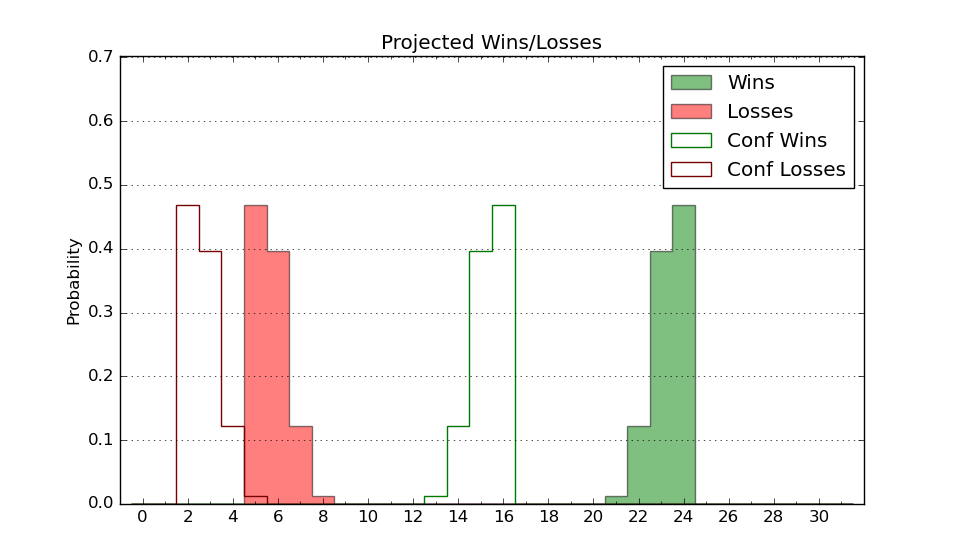 Projected Wins/Losses
0.7
0.6
0.5
0.4
0.3
0.2
0.1
0.0
Probability
Wins
Losses
Conf Wins
Conf Losses
0 2 4 6 8 10 12 14 16 18 20 22 24 26 28 30